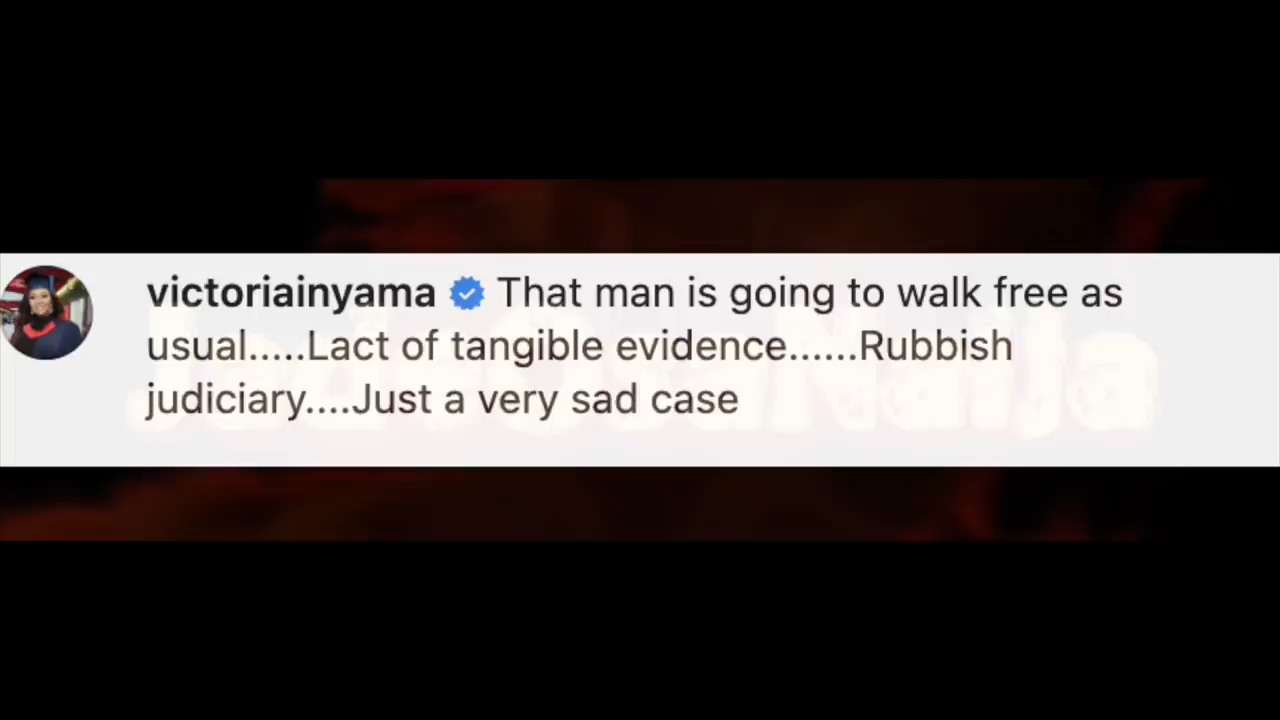 victoriainyama That man is going to walk free as
usual.....Lact of tangible evidence......Rubbish
judiciary....Just a very sad case
JadeOsaNaija